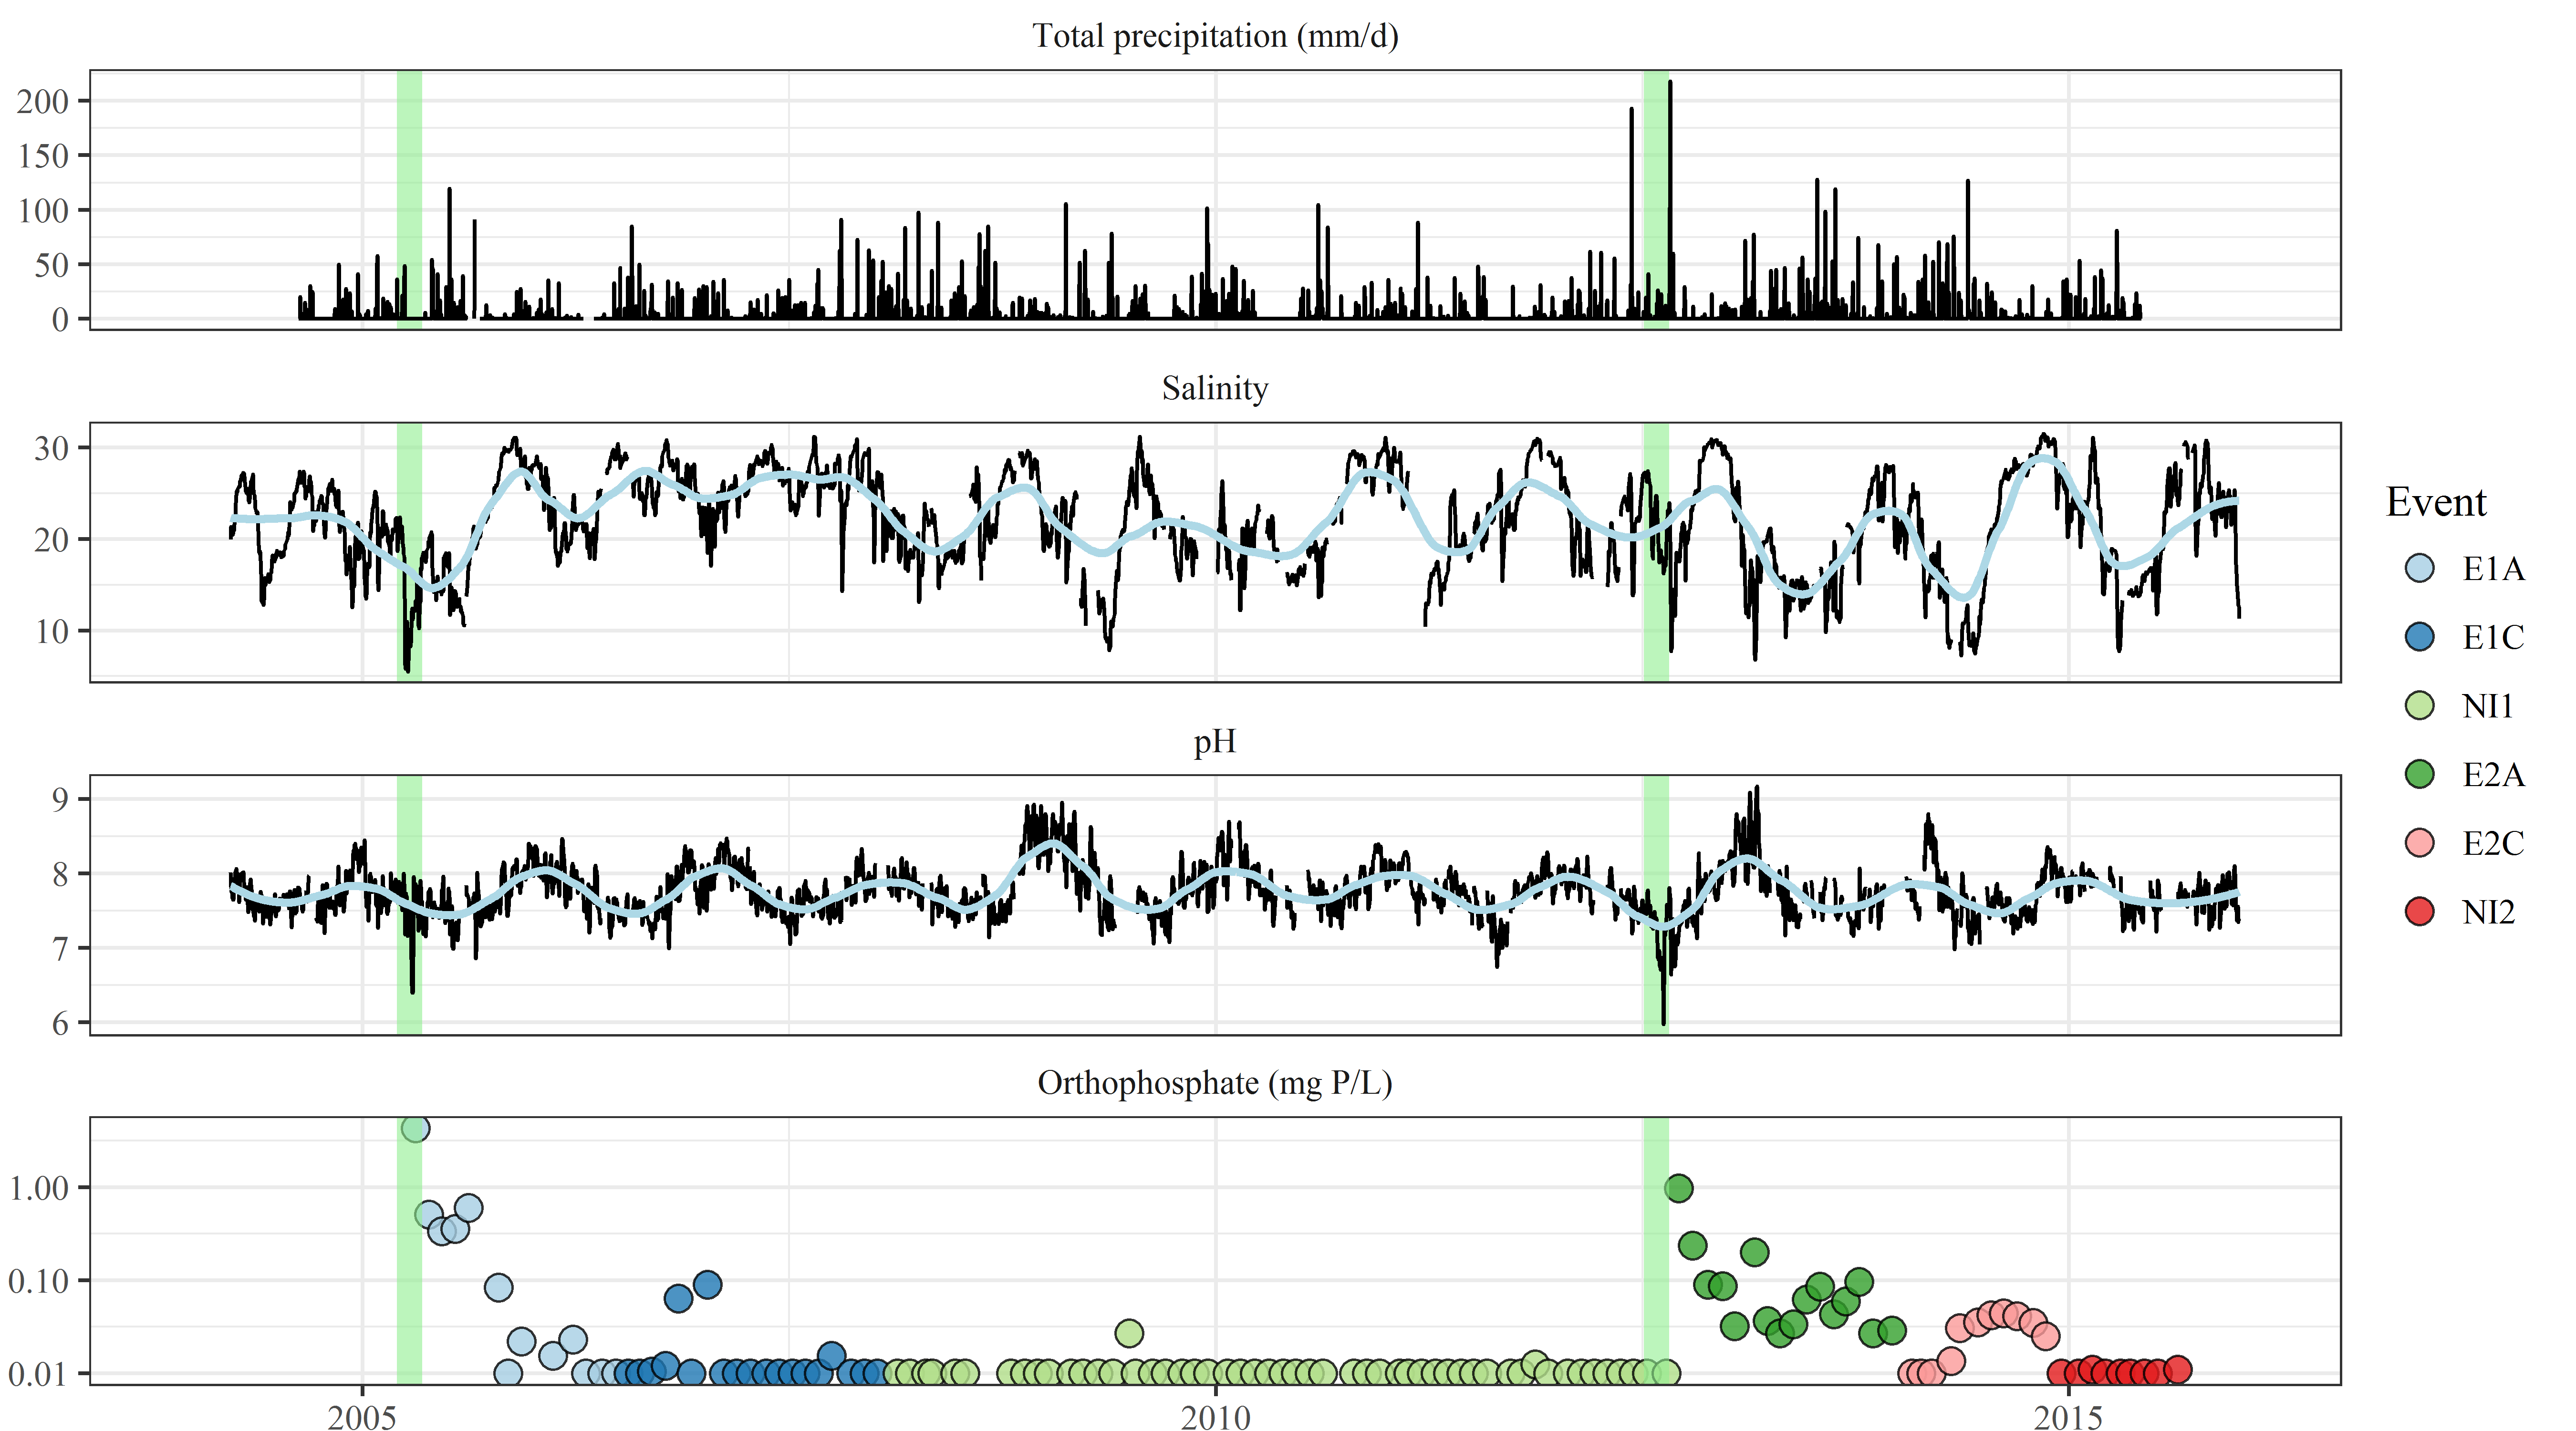 Total precipitation (mm/d)
200
150
100
50
0
Salinity
30
20
10
pH
9
8
7
6
Orthophosphate (mg P/L)
1.00
0.10
0.01
2005
2010
2015
Event
E1A
E1C
NI1
E2A
E2C
NI2